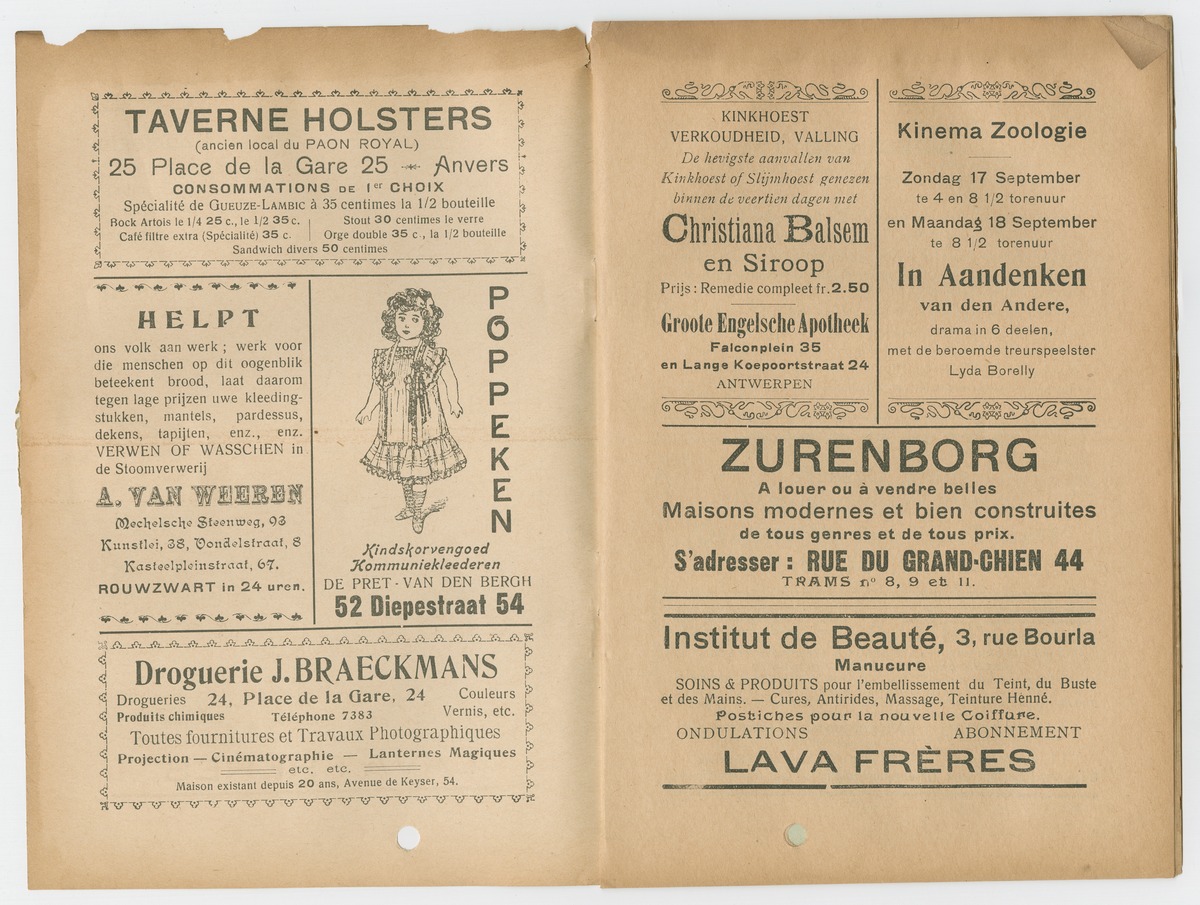 TAVERNE HOLSTERS
(ancien local du PAON ROYAL)
25 Place de la Gare 25 Anvers
CONSOMMATIONS DE 1er CHOIX
Spécialité de GUEUZE-LAMBIC à 35 centimes la 1/2 bouteille
Bock Artois le 1/4 25 c., le 1/2 35 c.
Café filtre extra (Spécialité) 35 c.
Stout 30 centimes le verre
Orge double 35 c., la 1/2 bouteille
Sandwich divers 50 centimes
HELPT
ons volk aan werk ; werk voor
die menschen op dit oogenblik
beteekent brood, laat daarom
tegen lage prijzen uwe kleeding-
stukken, mantels, pardessus,
dekens, tapijten, enz., enz.
VERWEN OF WASSCHEN in
de Stoomverwerij
A. VAN WEEREN
Mechelsche Steenweg, 93
Kunstlei, 38, Vondelstraat, 8
Kasteelpleinstraat, 67.
ROUWZWART in 24 uren.
POPPEKEN
Kindskorvengoed
Kommuniekleederen
DE PRET - VAN DEN BERGH
52 Diepestraat 54
Droguerie J. BRAECKMANS
Drogueries 24, Place de la Gare, 24 Couleurs
Produits chimiques Téléphone 7383 Vernis, etc.
Toutes fournitures et Travaux Photographiques
Projection — Cinématographie — Lanternes Magiques
etc. etc.
Maison existant depuis 20 ans, Avenue de Keyser, 54.
KINKHOEST
VERKOUDHEID, VALLING
De hevigste aanvallen van
Kinkhoest of Slijmhoest genezen
binnen de veertien dagen met
Christiana Balsem
en Siroop
Prijs : Remedie compleet fr. 2.50
Groote Engelsche Apotheek
Falconplein 35
en Lange Koepoortstraat 24
ANTWERPEN
Kinema Zoologie
Zondag 17 September
te 4 en 8 1/2 torenuur
en Maandag 18 September
te 8 1/2 torenuur
In Aandenken
van den Andere,
drama in 6 deelen,
met de beroemde treurspeelster
Lyda Borelly
ZURENBORG
A louer ou à vendre belles
Maisons modernes et bien construites
de tous genres et de tous prix.
S'adresser : RUE DU GRAND-CHIEN 44
TRAMS nº 8, 9 et 11.
Institut de Beauté, 3, rue Bourla
Manucure
SOINS & PRODUITS pour l'embellissement du Teint, du Buste
et des Mains. — Cures, Antirides, Massage, Teinture Henné.
Postiches pour la nouvelle Coiffure.
ONDULATIONS ABONNEMENT
LAVA FRÈRES